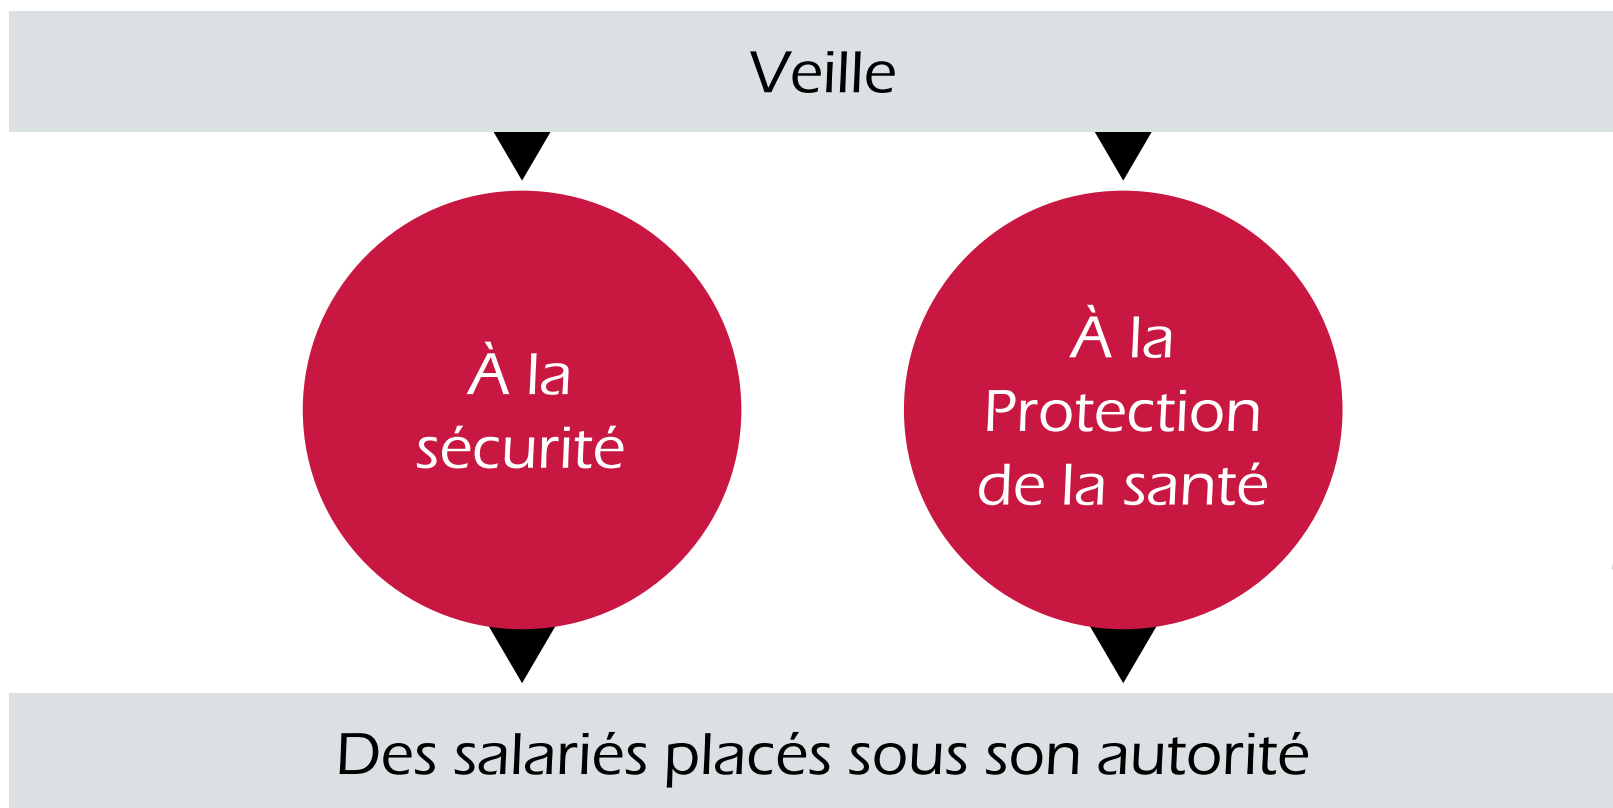 Veille
À la
sécurité
À la
Protection
de la santé
Des salariés placés sous son autorité